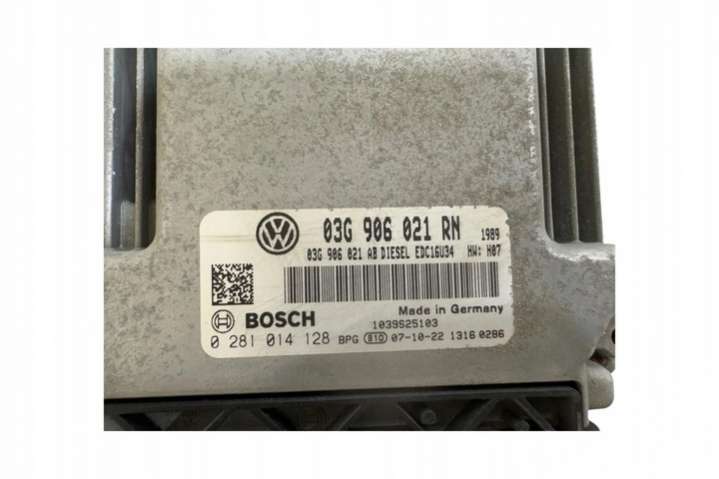 03G 906 021 RN 1989
03G 906 021 AB DIESEL EDC16U34 HW: H07
Made in Germany
BOSCH 1039S25103
0 281 014 128 BPG 810 07-10-22 1316 0286